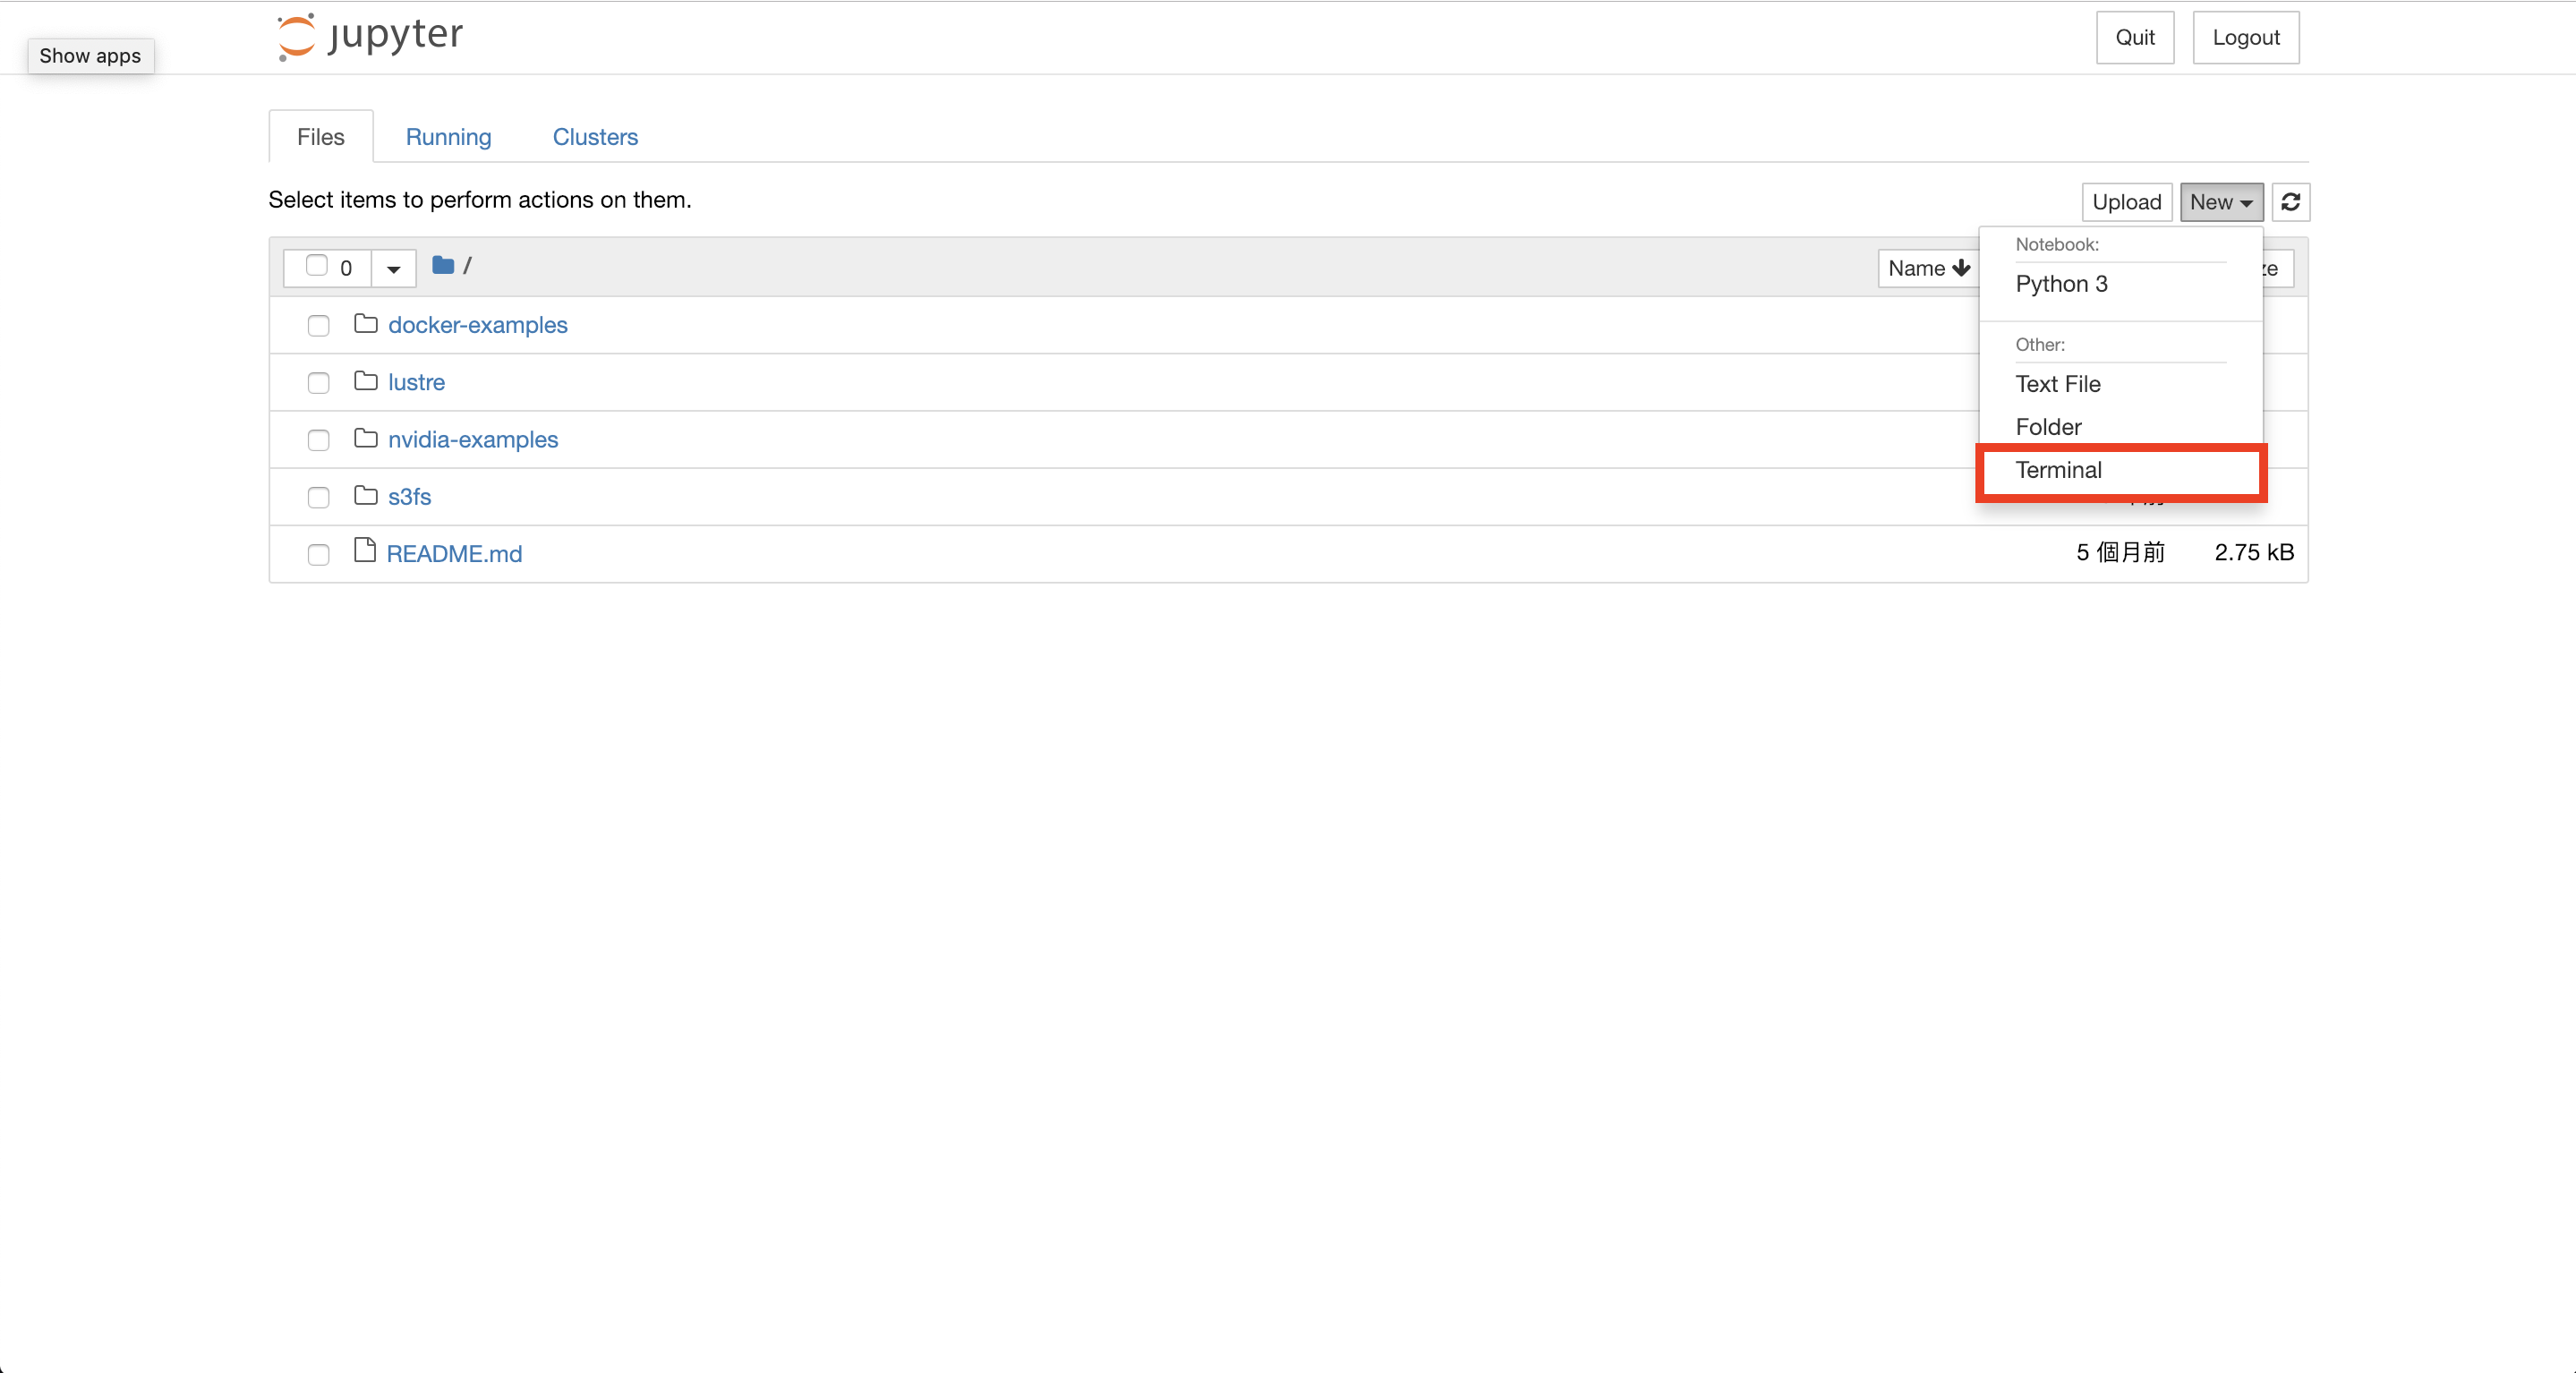 jupyter
Quit
Logout
Show apps
Files
Running
Clusters
Select items to perform actions on them.
Upload
New
0
/
Name
Notebook:
Python 3
Other:
Text File
Folder
Terminal
docker-examples
lustre
nvidia-examples
s3fs
README.md
5 個月前
2.75 kB